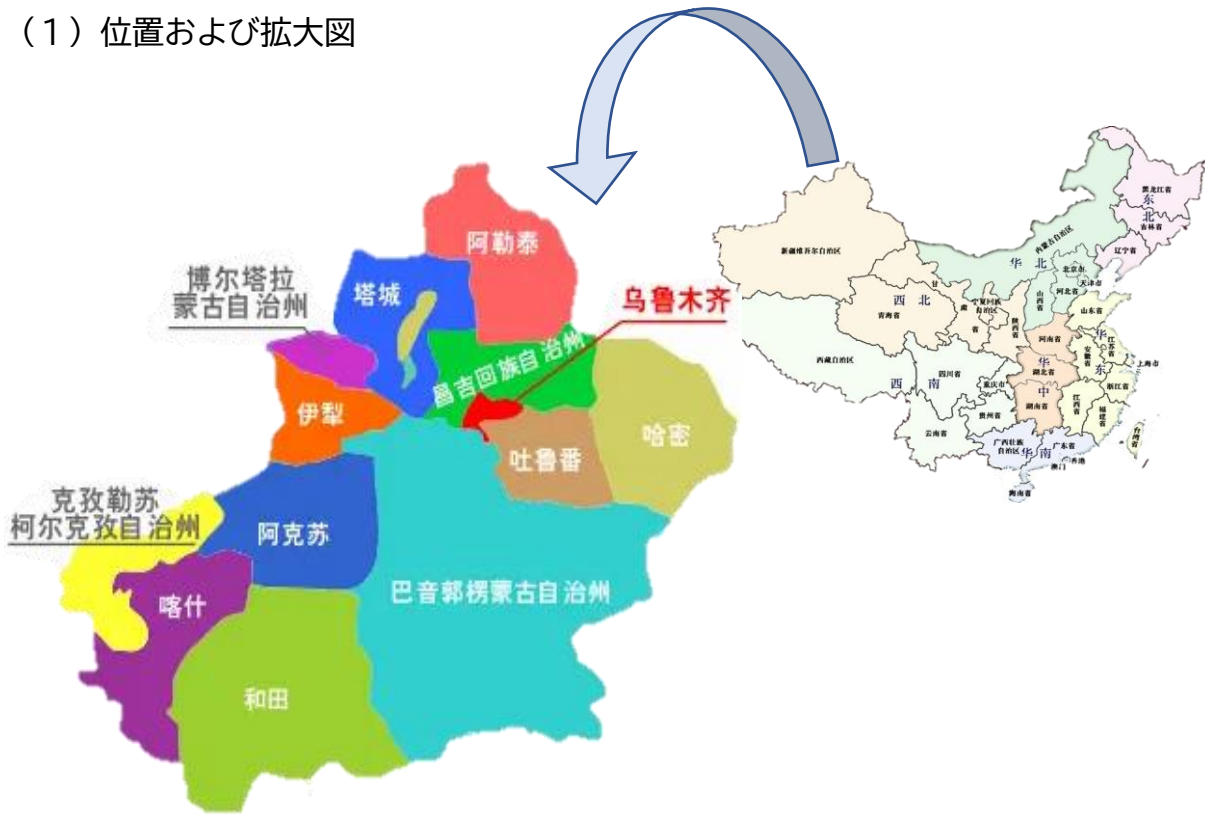 （1）位置および拡大図
阿勒泰
博尔塔拉
蒙古自治州
塔城
乌鲁木齐
昌吉回族自治州
伊犁
吐鲁番
哈密
克孜勒苏
柯尔克孜自治州
阿克苏
喀什
巴音郭楞蒙古自治州
和田
黑龙江省
东
北
吉林省
辽宁省
内蒙古自治区
华 北
北京市
天津市
河北省
山西省
山东省
新疆维吾尔自治区
西 北
甘
肃
省
宁夏回族
自治区
陕西省
青海省
河南省
华
中
湖北省
湖南省
华
东
江苏省
安徽省
上海市
浙江省
江西省
福建省
台湾省
西藏自治区
西 南
四川省
重庆市
贵州省
云南省
广西壮族
自治区
华 南
广东省
香港
澳门
海南省